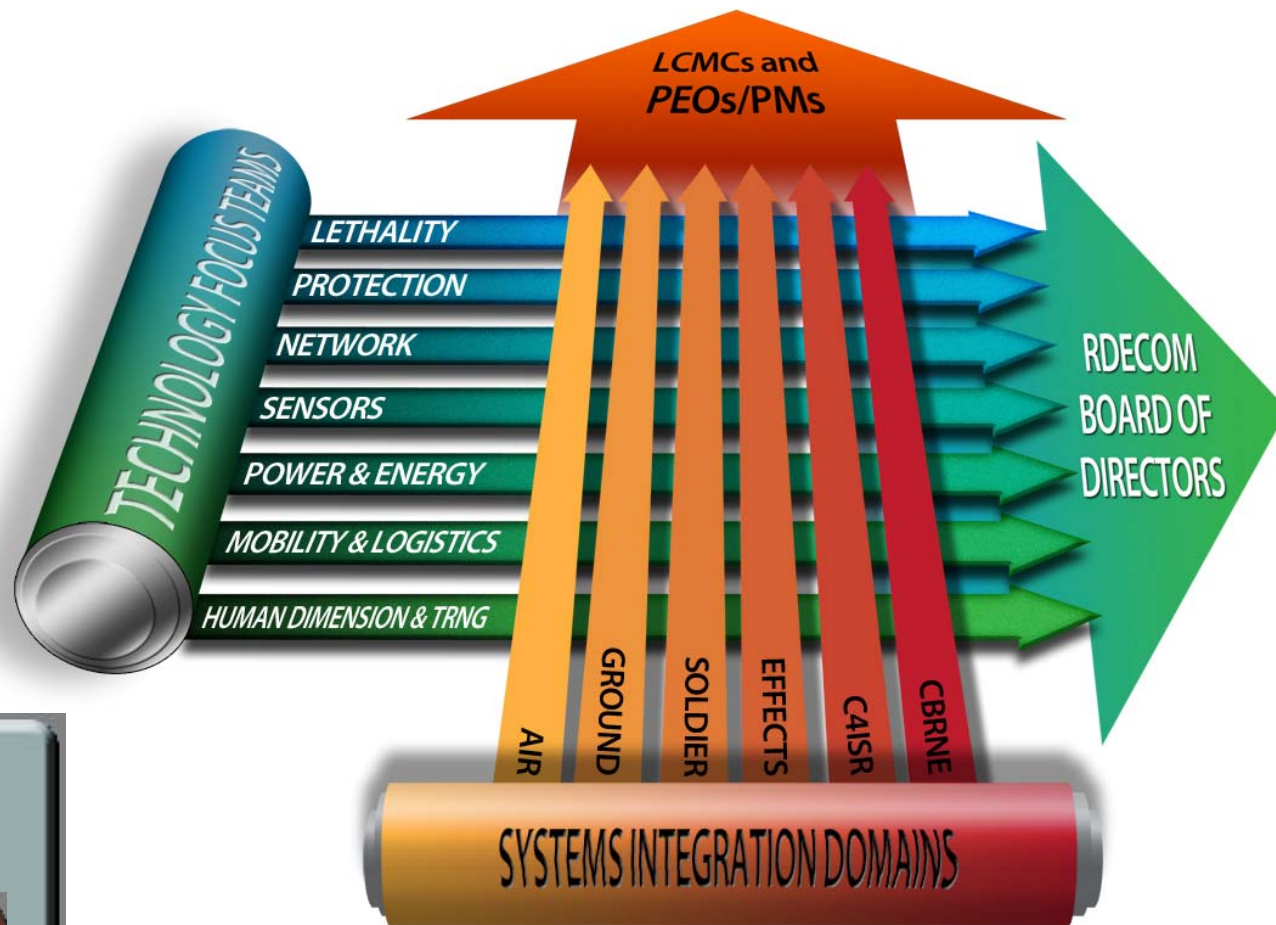 LCMCs and
PEOs/PMs
TECHNOLOGY FOCUS TEAMS
LETHALITY
PROTECTION
NETWORK
SENSORS
POWER & ENERGY
MOBILITY & LOGISTICS
HUMAN DIMENSION & TRNG
RDECOM
BOARD OF
DIRECTORS
AIR
GROUND
SOLDIER
EFFECTS
C4ISR
CBRNE
SYSTEMS INTEGRATION DOMAINS